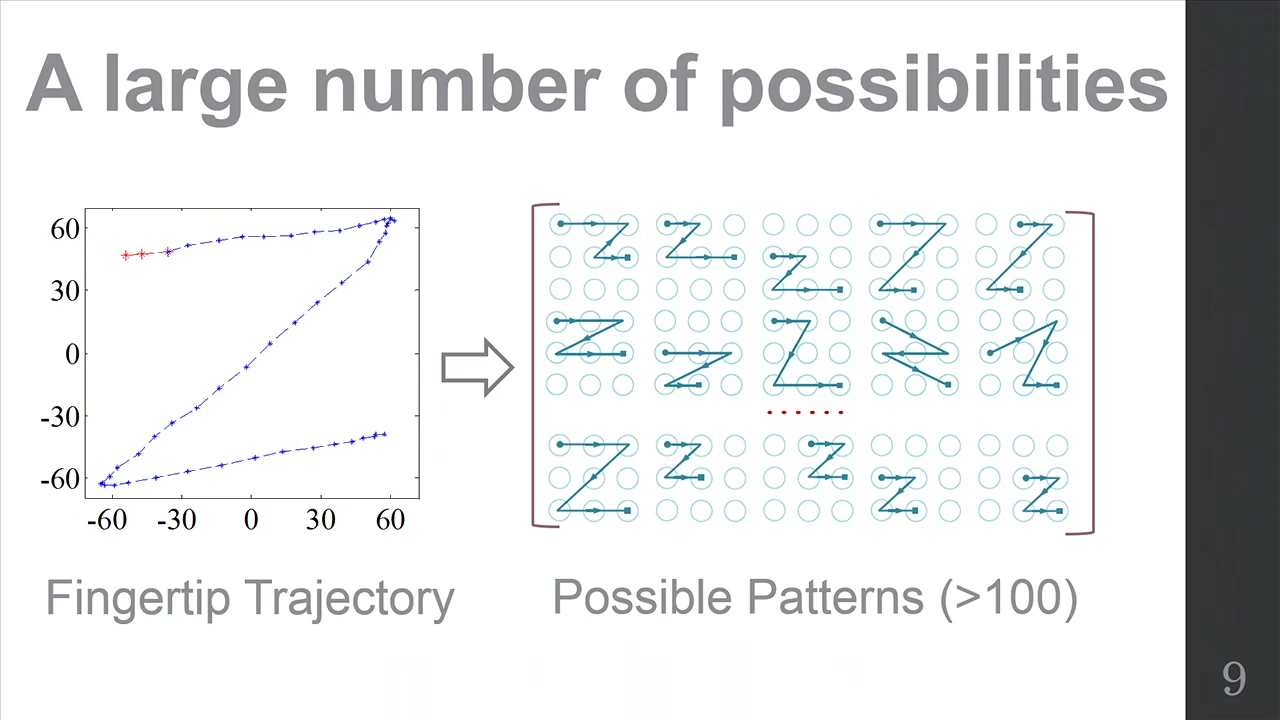 A large number of possibilities
60
30
0
-30
-60
-60 -30 0 30 60
Fingertip Trajectory
Possible Patterns (>100)
9